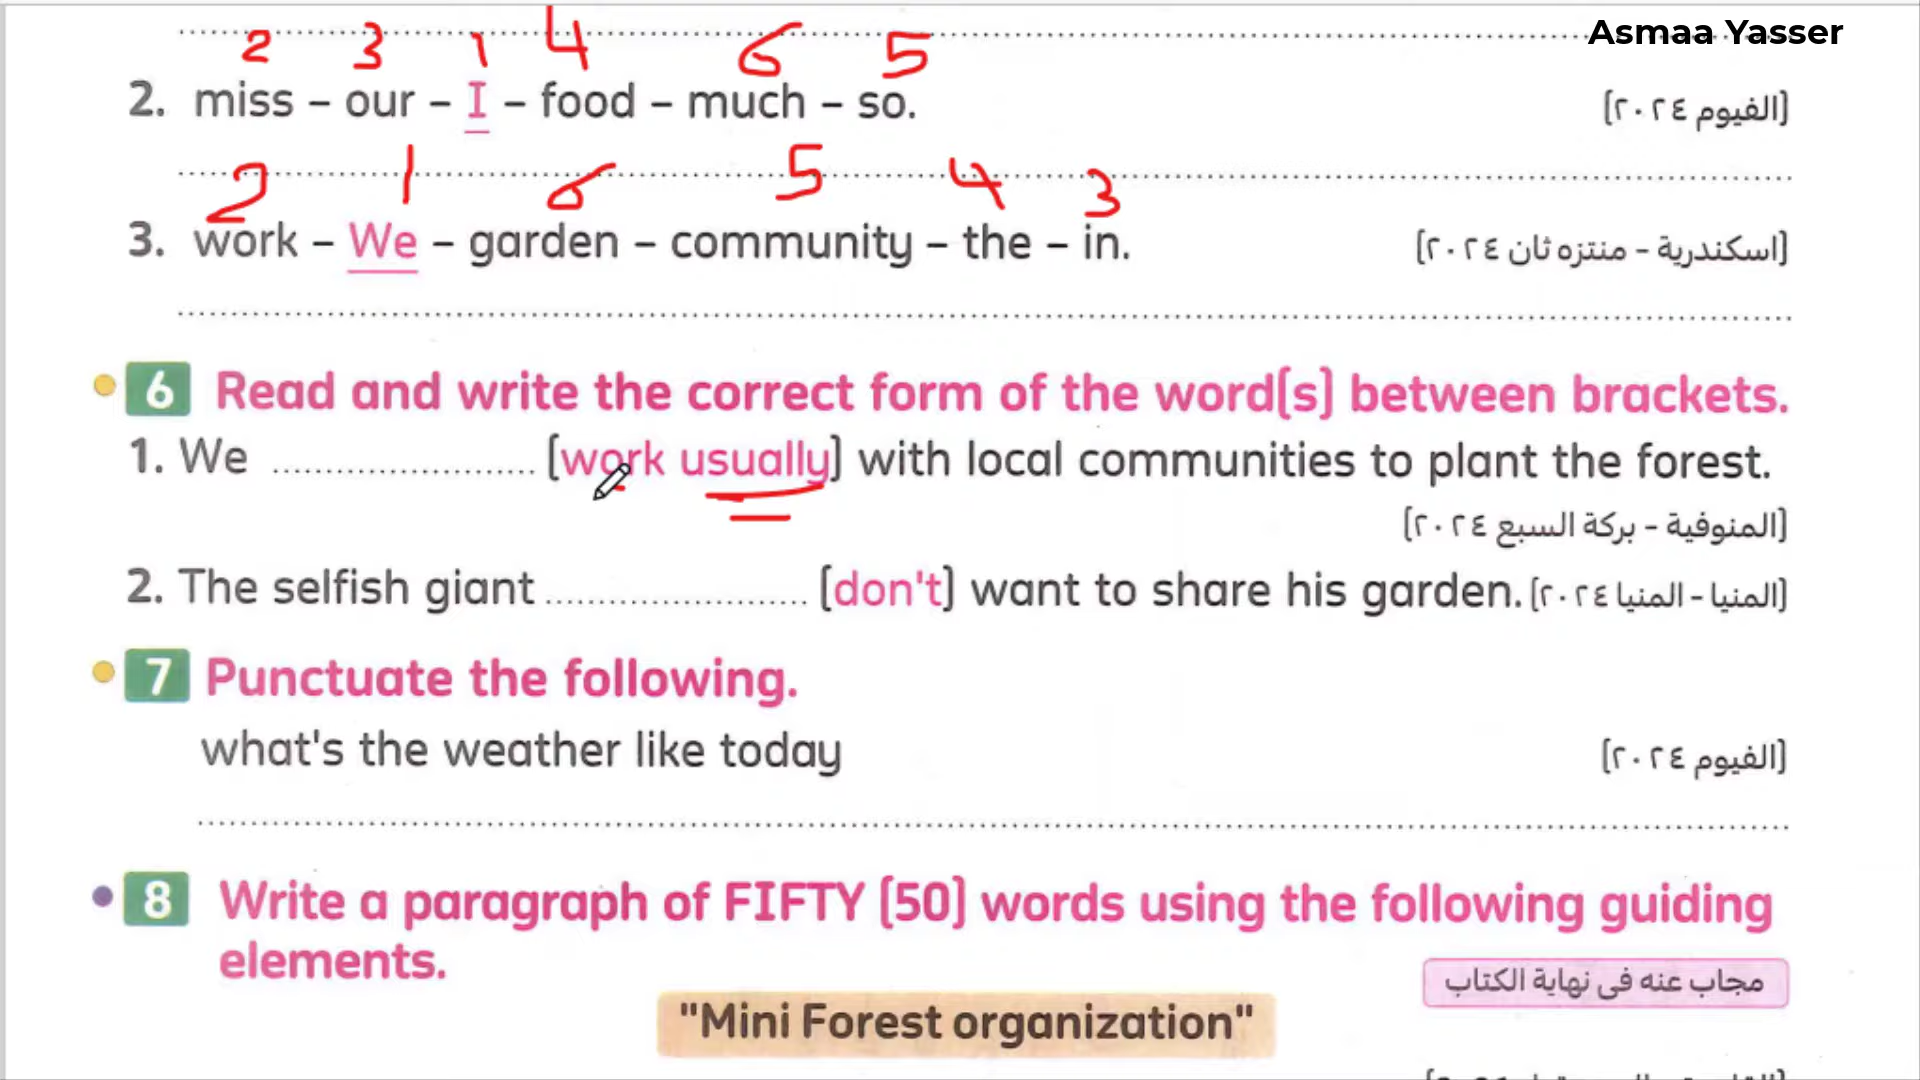 Asmaa Yasser
2 3 1 4 6 5
2. miss – our – I – food – much – so. [الفيوم ٢٠٢٤]
2 1 6 5 4 3
3. work – We – garden – community – the – in. [اسكندرية - منتزه ثان ٢٠٢٤]
6 Read and write the correct form of the word(s) between brackets.
1. We ........................ [work usually] with local communities to plant the forest.
[المنوفية - بركة السبع ٢٠٢٤]
2. The selfish giant ........................ [don't] want to share his garden. [المنيا - المنيا ٢٠٢٤]
7 Punctuate the following.
what's the weather like today [الفيوم ٢٠٢٤]
8 Write a paragraph of FIFTY (50) words using the following guiding
elements.
مجاب عنه فى نهاية الكتاب
"Mini Forest organization"